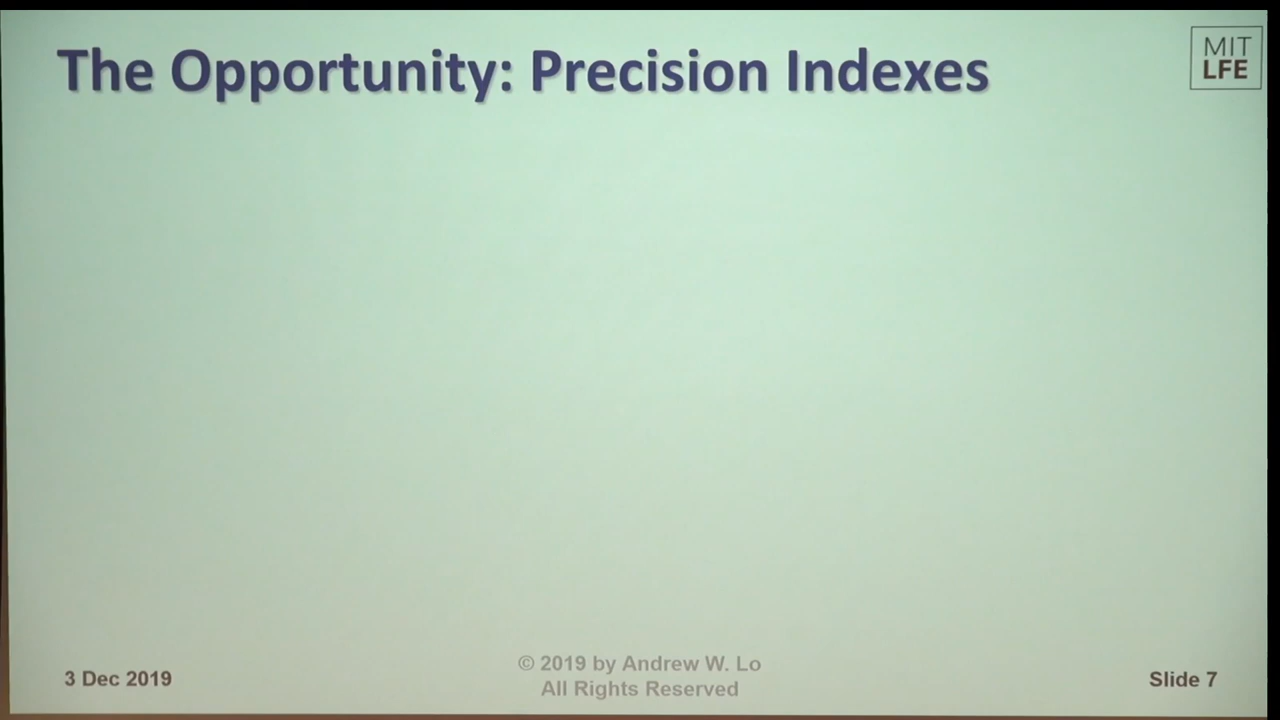 The Opportunity: Precision Indexes
MIT
LFE
© 2019 by Andrew W. Lo
All Rights Reserved
3 Dec 2019
Slide 7